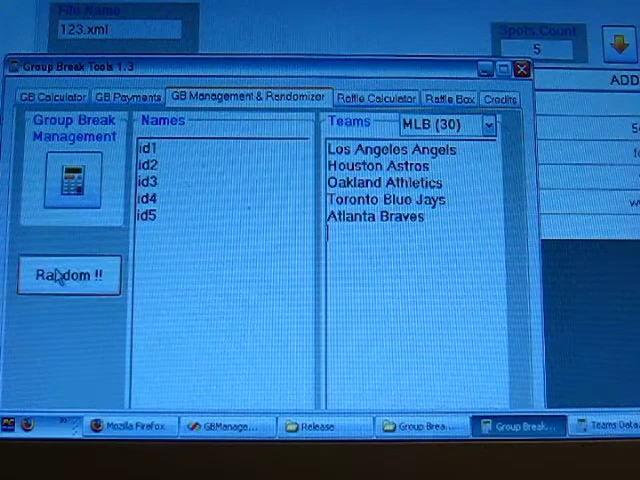 File Name
123.xml
Spots Count
5
ADD
Group Break Tools 1.3
GB Calculator
GB Payments
GB Management & Randomizer
Raffle Calculator
Raffle Box
Credits
Group Break
Management
Random !!
Names
id1
id2
id3
id4
id5
Teams
MLB (30)
Los Angeles Angels
Houston Astros
Oakland Athletics
Toronto Blue Jays
Atlanta Braves
Mozilla Firefox
GBManage...
Release
Group Brea...
Group Break...
Teams Data